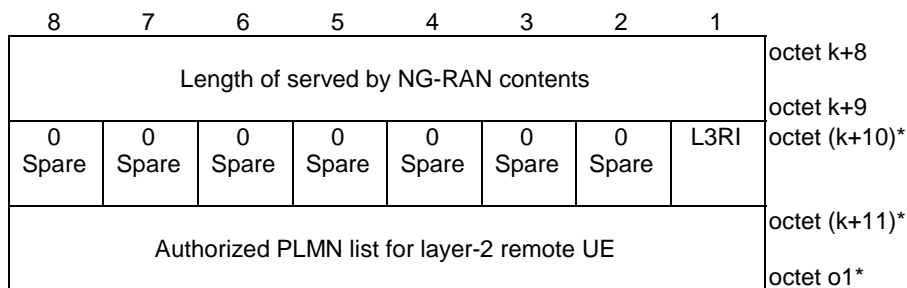 8 7 6 5 4 3 2 1
octet k+8
Length of served by NG-RAN contents
octet k+9
0 0 0 0 0 0 0 L3RI octet (k+10)*
Spare Spare Spare Spare Spare Spare Spare
octet (k+11)*
Authorized PLMN list for layer-2 remote UE
octet o1*